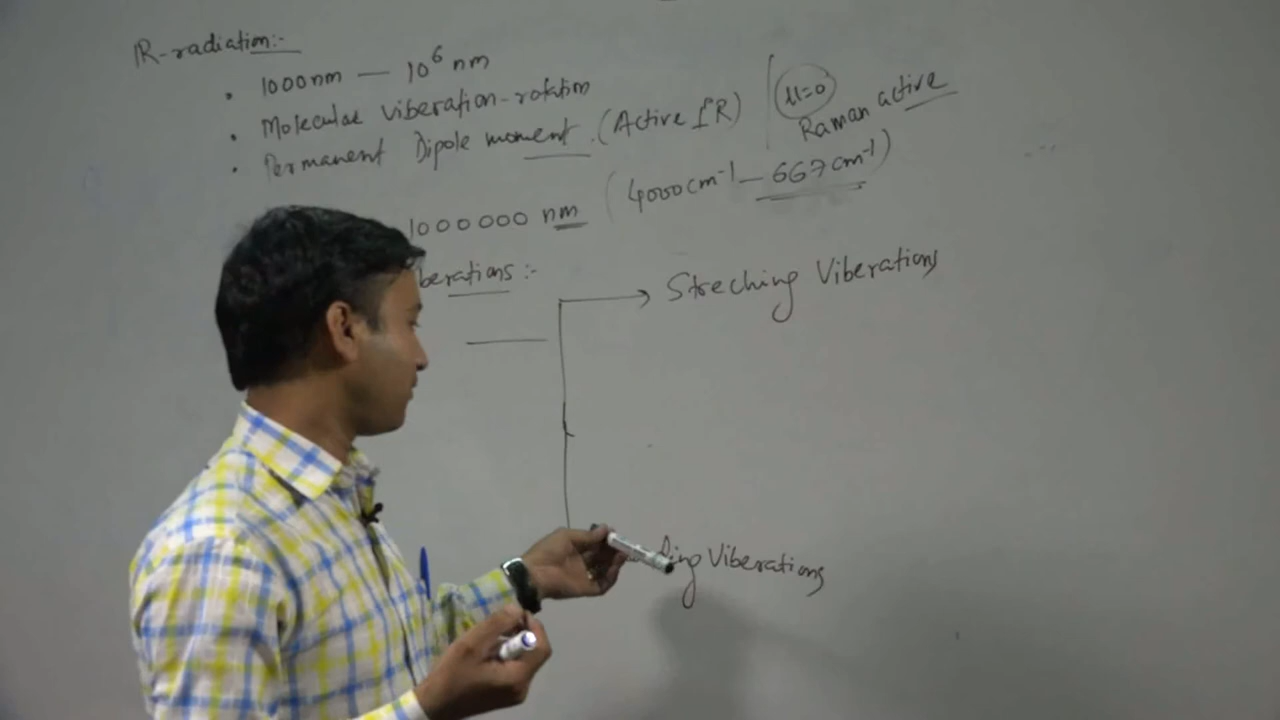 IR-radiation:-
• 1000nm — 10⁶ nm
• Molecular viberation-rotation
• Permanent Dipole moment. (Active IR) | μ=0 Raman active
1000000 nm (4000cm⁻¹ — 667cm⁻¹)
berations :-
→ Streching Viberations
ding Viberations